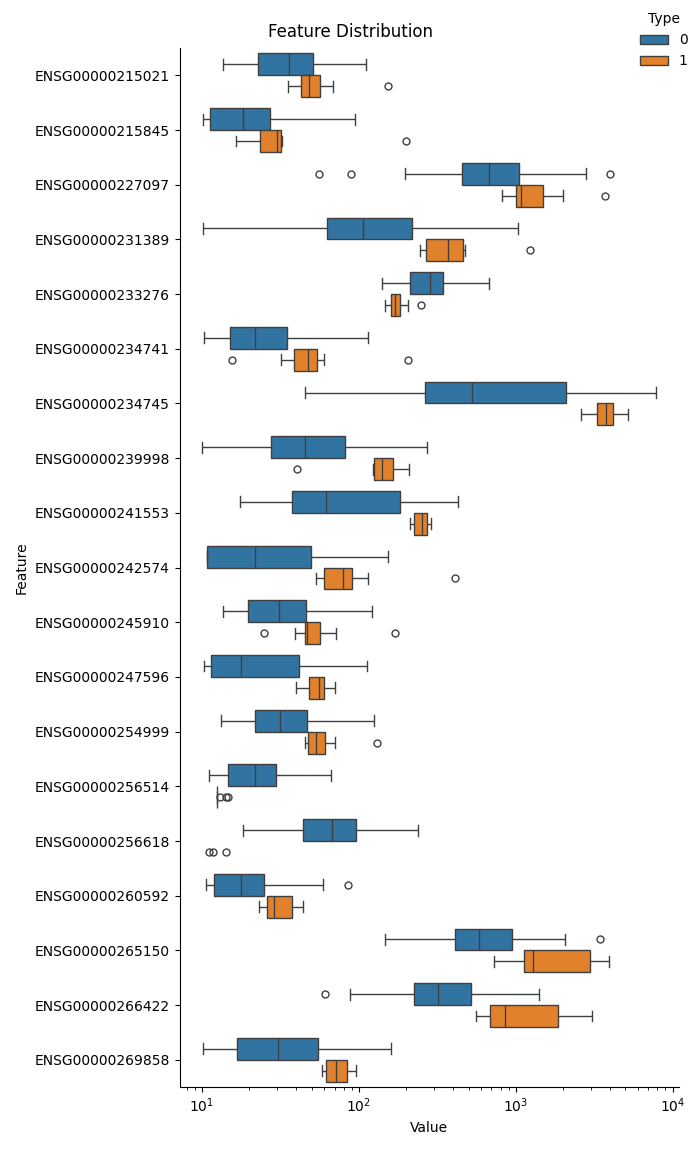 Feature Distribution
Type
0
1
ENSG00000215021
ENSG00000215845
ENSG00000227097
ENSG00000231389
ENSG00000233276
ENSG00000234741
ENSG00000234745
ENSG00000239998
ENSG00000241553
ENSG00000242574
ENSG00000245910
ENSG00000247596
ENSG00000254999
ENSG00000256514
ENSG00000256618
ENSG00000260592
ENSG00000265150
ENSG00000266422
ENSG00000269858
Feature
10¹ 10² 10³ 10⁴
Value